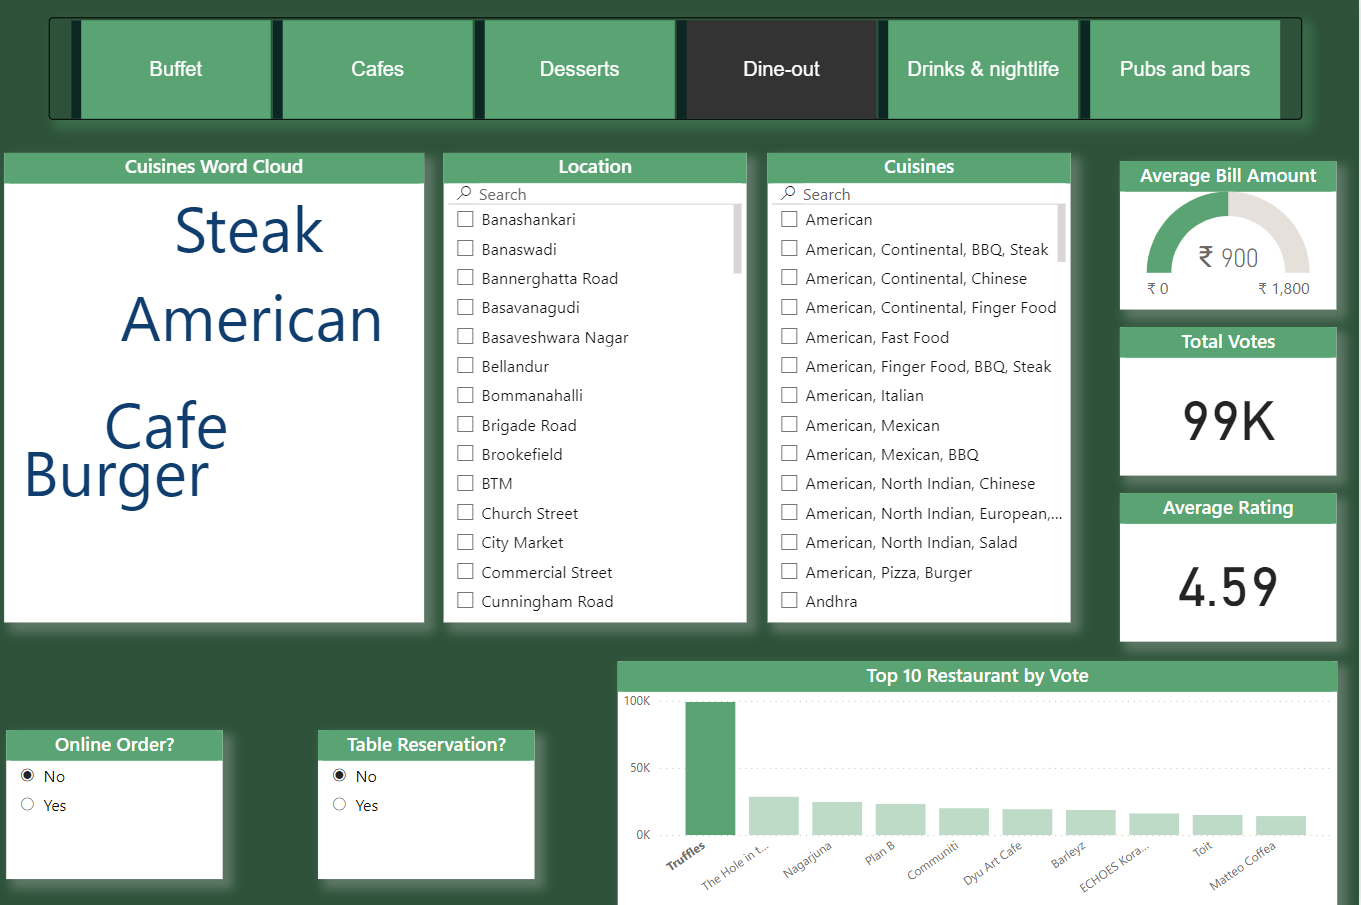 Buffet
Cafes
Desserts
Dine-out
Drinks & nightlife
Pubs and bars
Cuisines Word Cloud
Steak
American
Cafe
Burger
Location
Search
Banashankari
Banaswadi
Bannerghatta Road
Basavanagudi
Basaveshwara Nagar
Bellandur
Bommanahalli
Brigade Road
Brookefield
BTM
Church Street
City Market
Commercial Street
Cunningham Road
Cuisines
Search
American
American, Continental, BBQ, Steak
American, Continental, Chinese
American, Continental, Finger Food
American, Fast Food
American, Finger Food, BBQ, Steak
American, Italian
American, Mexican
American, Mexican, BBQ
American, North Indian, Chinese
American, North Indian, European,...
American, North Indian, Salad
American, Pizza, Burger
Andhra
Average Bill Amount
₹ 900
₹ 0
₹ 1,800
Total Votes
99K
Average Rating
4.59
Online Order?
No
Yes
Table Reservation?
No
Yes
Top 10 Restaurant by Vote
100K
50K
0K
Truffles
The Hole in t...
Nagarjuna
Plan B
Communiti
Dyu Art Cafe
Barleyz
ECHOES Kora...
Toit
Matteo Coffea